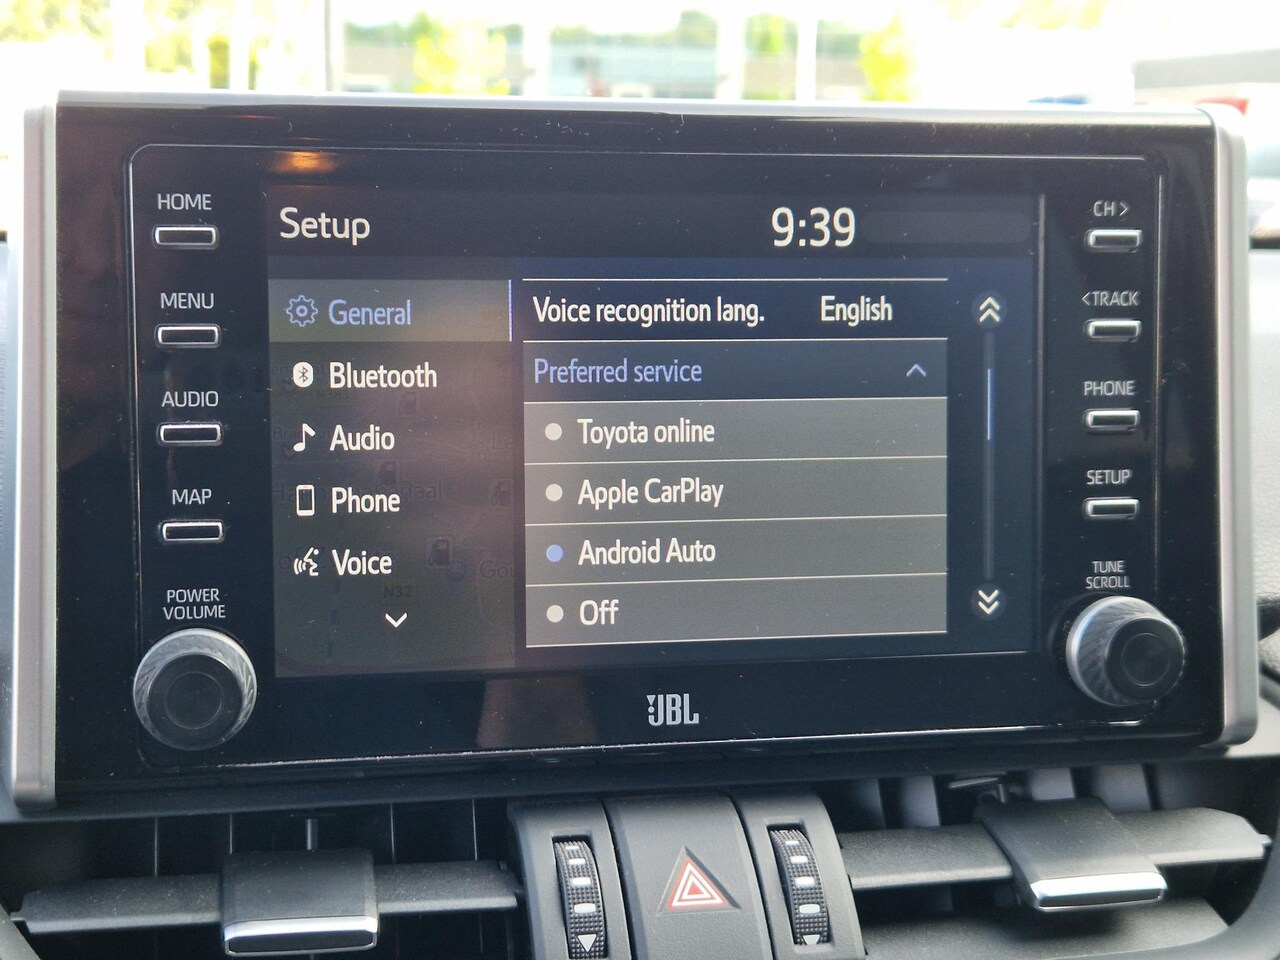 HOME
MENU
AUDIO
MAP
POWER
VOLUME
Setup
9:39
General
Bluetooth
Audio
Phone
Voice
Voice recognition lang. English
Preferred service
Toyota online
Apple CarPlay
Android Auto
Off
N32
CH>
<TRACK
PHONE
SETUP
TUNE
SCROLL
JBL